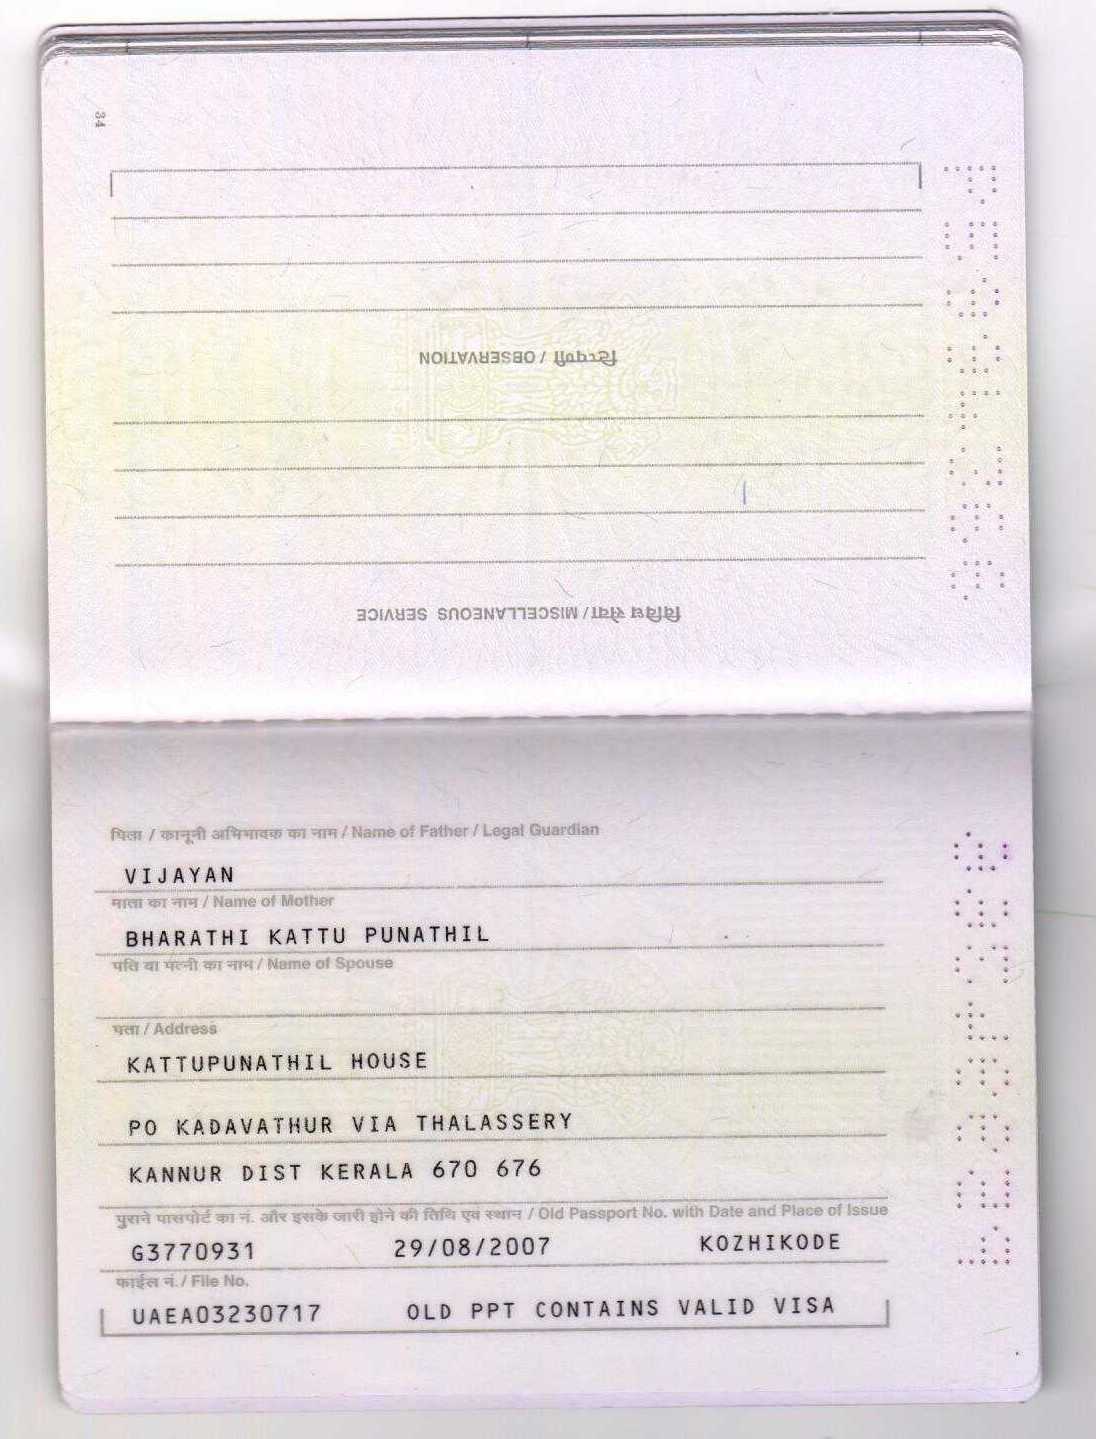 34
टिप्पणी / OBSERVATION
विविध सेवा / MISCELLANEOUS SERVICE
पिता / कानूनी अभिभावक का नाम / Name of Father / Legal Guardian
VIJAYAN
माता का नाम / Name of Mother
BHARATHI KATTU PUNATHIL
पति या पत्नी का नाम / Name of Spouse
पता / Address
KATTUPUNATHIL HOUSE
PO KADAVATHUR VIA THALASSERY
KANNUR DIST KERALA 670 676
पुराने पासपोर्ट का नं. और इसके जारी होने की तिथि एवं स्थान / Old Passport No. with Date and Place of Issue
G3770931 29/08/2007 KOZHIKODE
फाईल नं. / File No.
UAEA03230717 OLD PPT CONTAINS VALID VISA